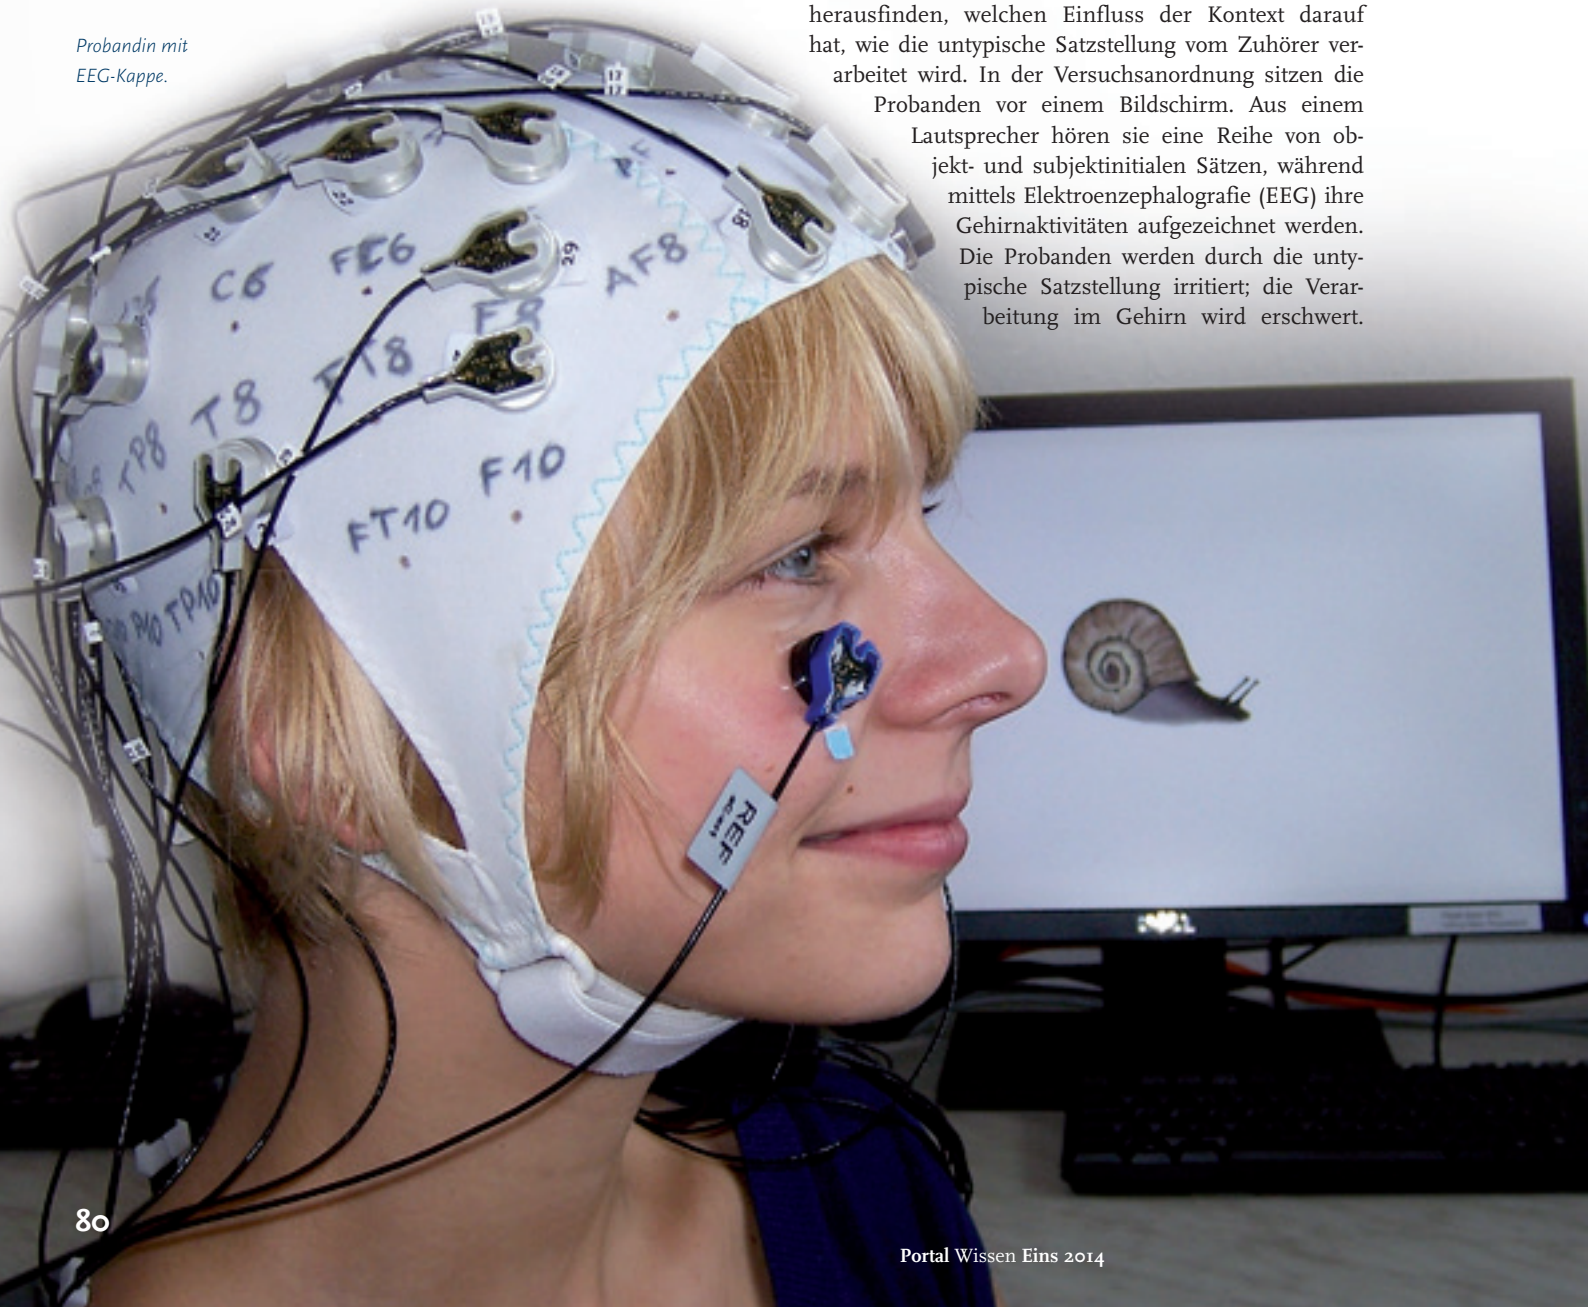 Probandin mit
EEG-Kappe.
herausfinden, welchen Einfluss der Kontext darauf
hat, wie die untypische Satzstellung vom Zuhörer ver-
arbeitet wird. In der Versuchsanordnung sitzen die
Probanden vor einem Bildschirm. Aus einem
Lautsprecher hören sie eine Reihe von ob-
jekt- und subjektinitialen Sätzen, während
mittels Elektroenzephalografie (EEG) ihre
Gehirnaktivitäten aufgezeichnet werden.
Die Probanden werden durch die unty-
pische Satzstellung irritiert; die Verar-
beitung im Gehirn wird erschwert.
17
C6
FC6
29
AF8
F8
FT8
T8
TP8
F10
FT10
TP10
P10
24
REF
DELL
80
Portal Wissen Eins 2014